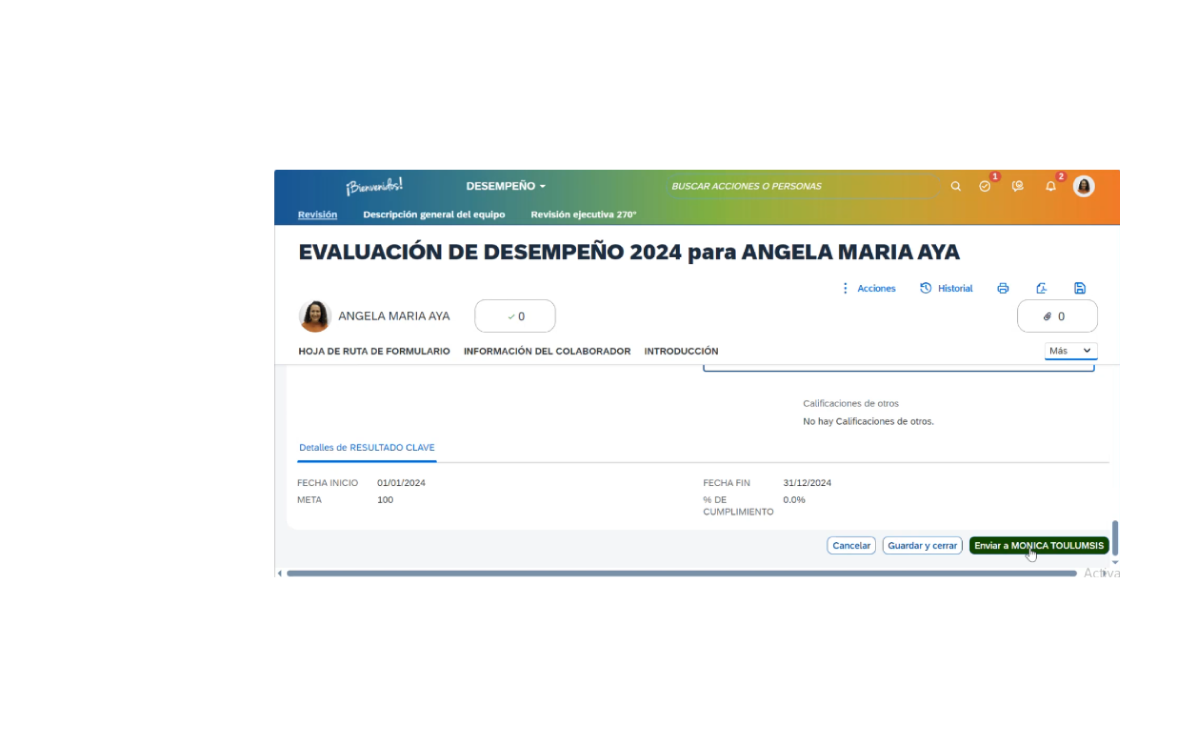 ¡Bienvenid@s!
DESEMPEÑO
BUSCAR ACCIONES O PERSONAS
1
2
Revisión
Descripción general del equipo
Revisión ejecutiva 270°
EVALUACIÓN DE DESEMPEÑO 2024 para ANGELA MARIA AYA
Acciones
Historial
ANGELA MARIA AYA
0
0
HOJA DE RUTA DE FORMULARIO
INFORMACIÓN DEL COLABORADOR
INTRODUCCIÓN
Más
Calificaciones de otros
No hay Calificaciones de otros.
Detalles de RESULTADO CLAVE
FECHA INICIO 01/01/2024
FECHA FIN 31/12/2024
META 100
% DE CUMPLIMIENTO 0.0%
Cancelar
Guardar y cerrar
Enviar a MONICA TOULUMSIS
Activa